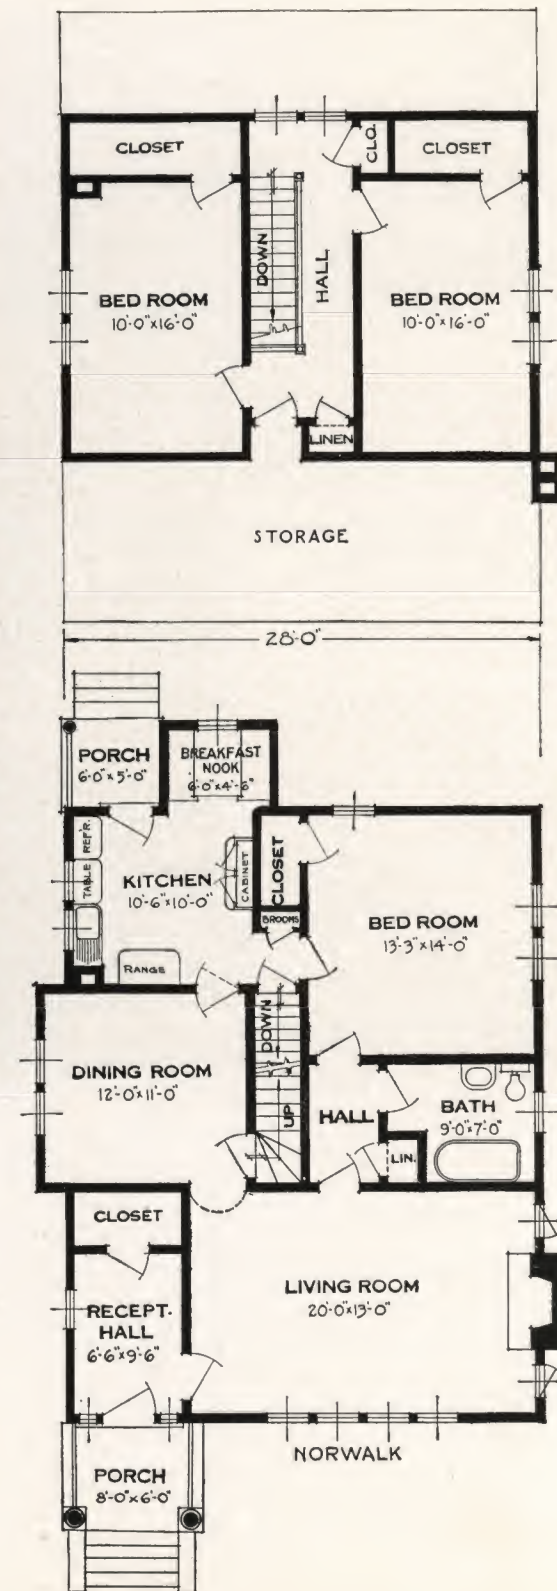 CLOSET
CLO.
CLOSET
BED ROOM
10'-0"x16'-0"
DOWN
HALL
BED ROOM
10'-0"x16'-0"
LINEN
STORAGE
28'-0"
PORCH
6'-0"x5'-0"
BREAKFAST
NOOK
6'-0"x4'-6"
REFR.
TABLE
KITCHEN
10'-6"x10'-0"
CABINET
CLOSET
BROOMS
RANGE
BED ROOM
13'-3"x14'-0"
DINING ROOM
12'-0"x11'-0"
DOWN
UP
HALL
BATH
9'-0"x7'-0"
LIN.
CLOSET
RECEPT.
HALL
6'-6"x9'-6"
LIVING ROOM
20'-0"x13'-0"
NORWALK
PORCH
8'-0"x6'-0"